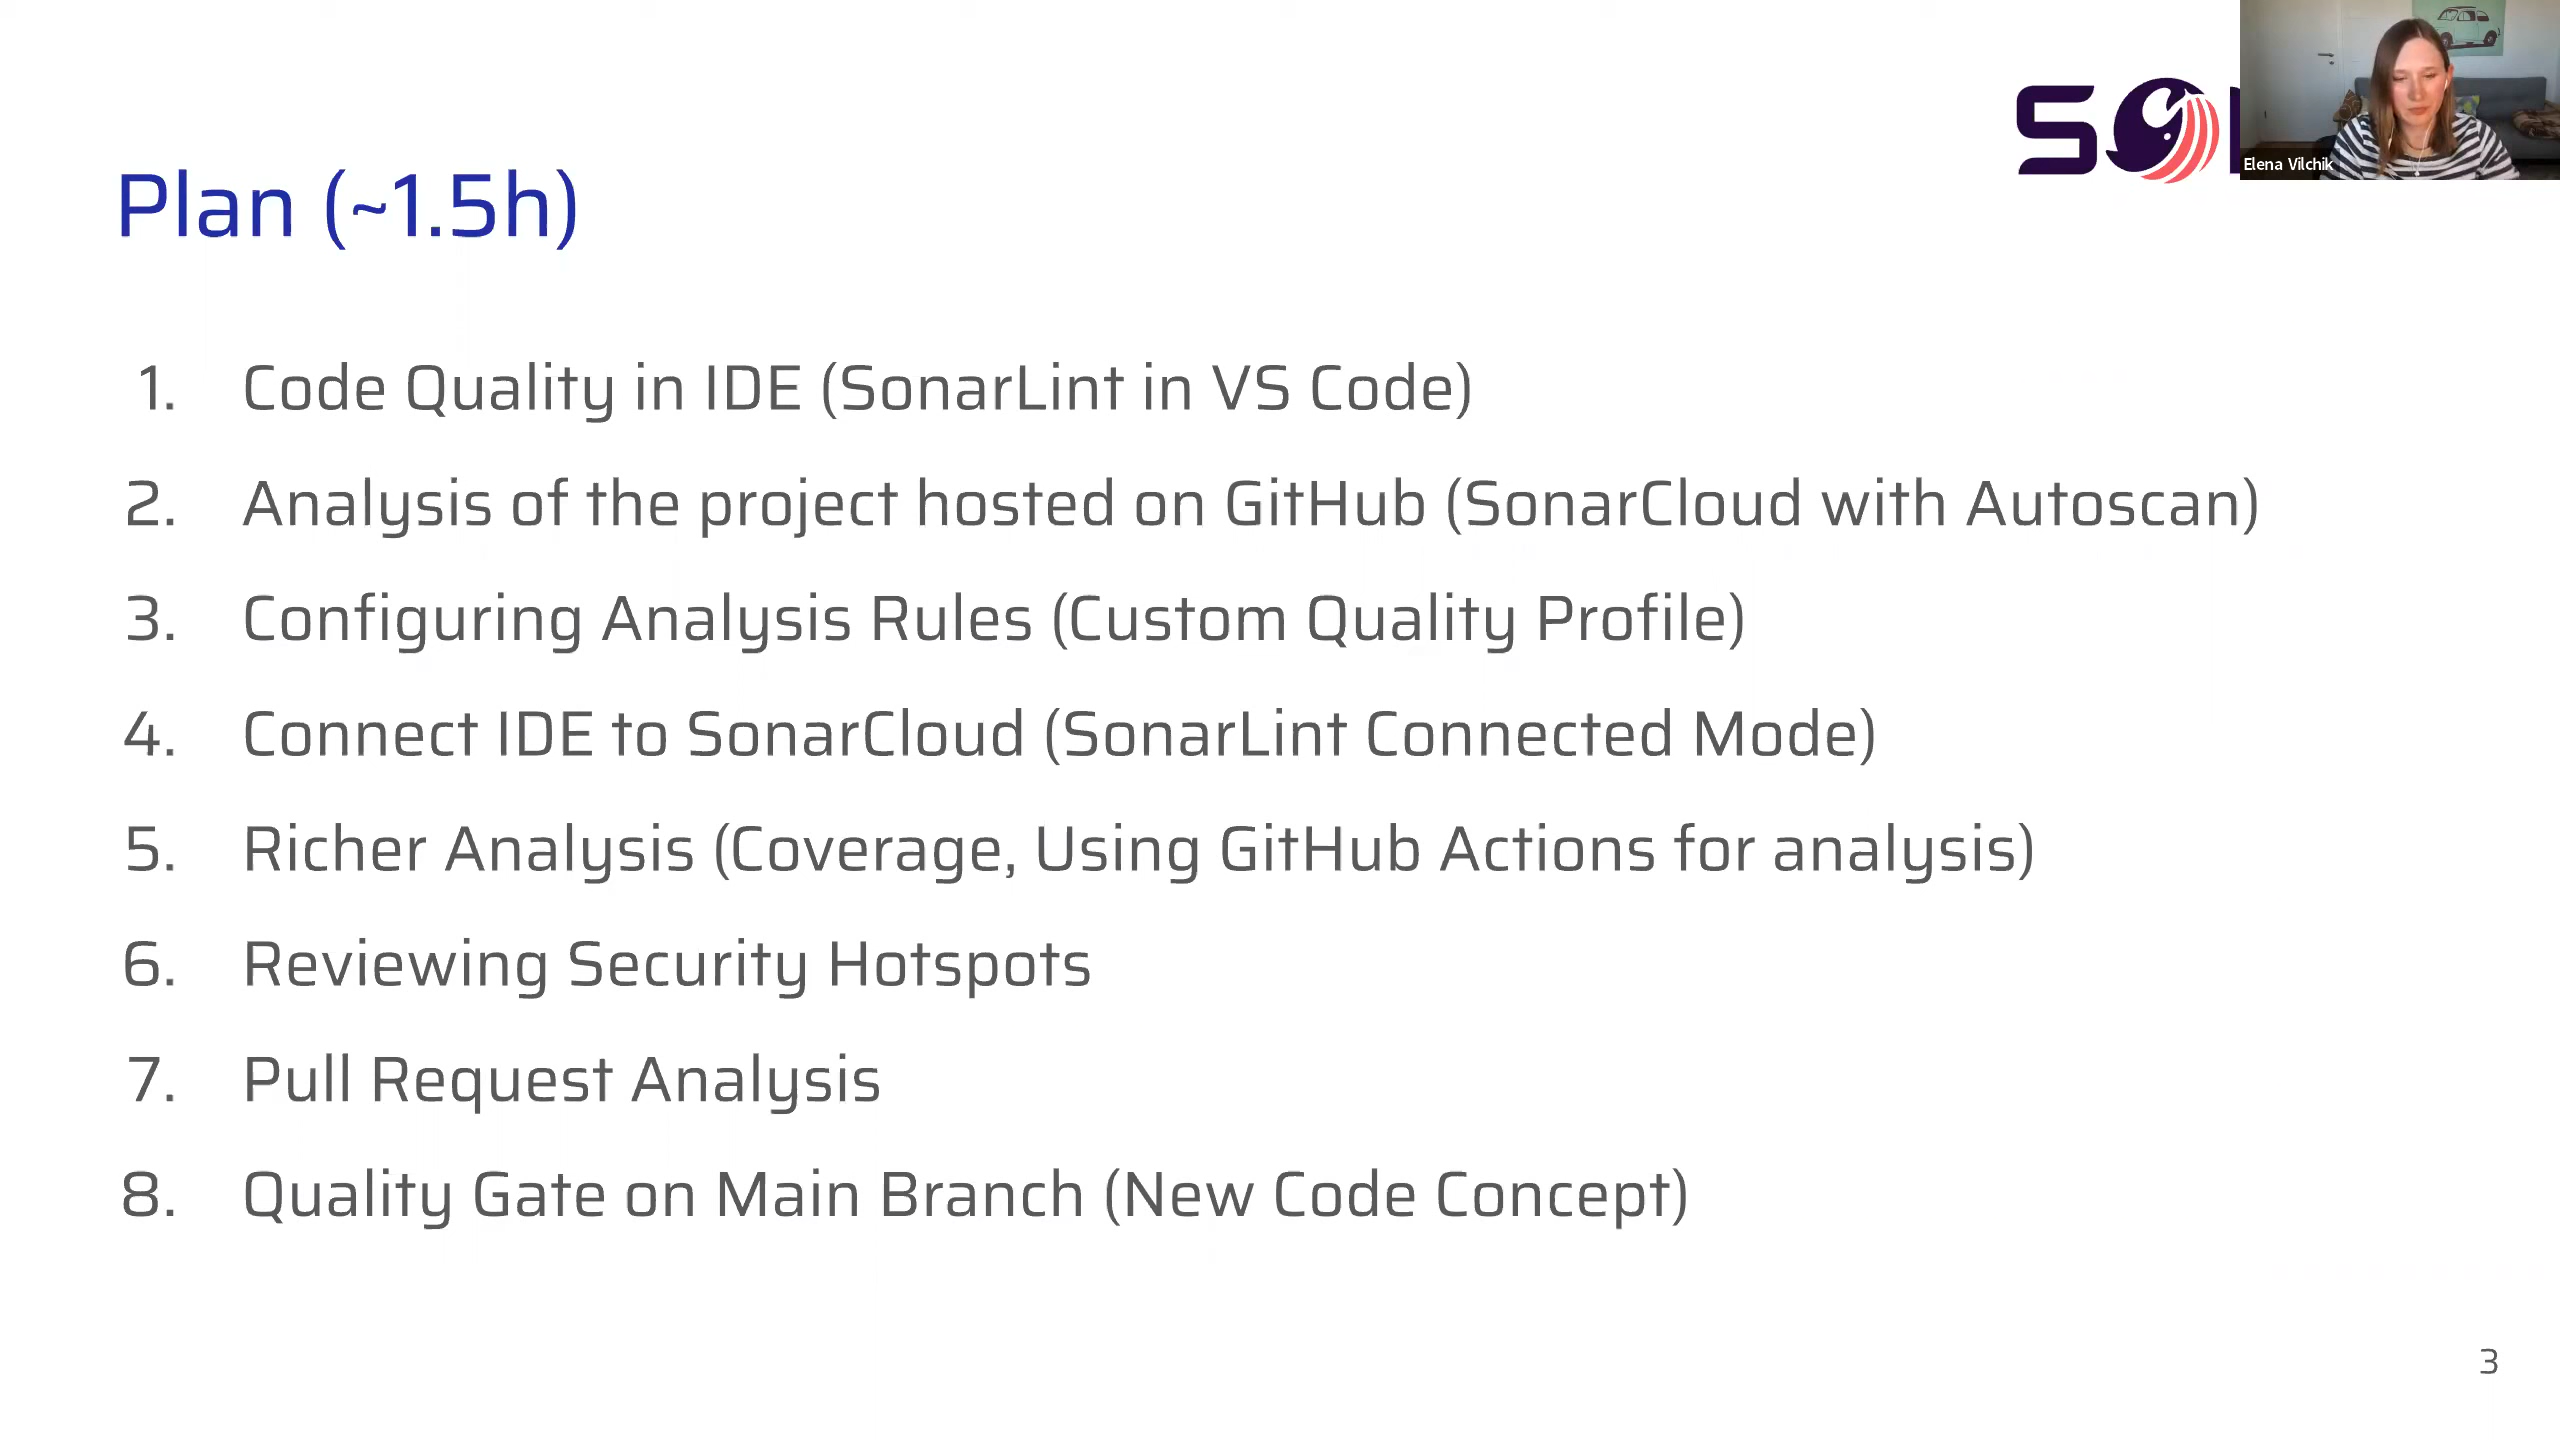 Elena Vilchik
Plan (~1.5h)
1. Code Quality in IDE (SonarLint in VS Code)
2. Analysis of the project hosted on GitHub (SonarCloud with Autoscan)
3. Configuring Analysis Rules (Custom Quality Profile)
4. Connect IDE to SonarCloud (SonarLint Connected Mode)
5. Richer Analysis (Coverage, Using GitHub Actions for analysis)
6. Reviewing Security Hotspots
7. Pull Request Analysis
8. Quality Gate on Main Branch (New Code Concept)
3